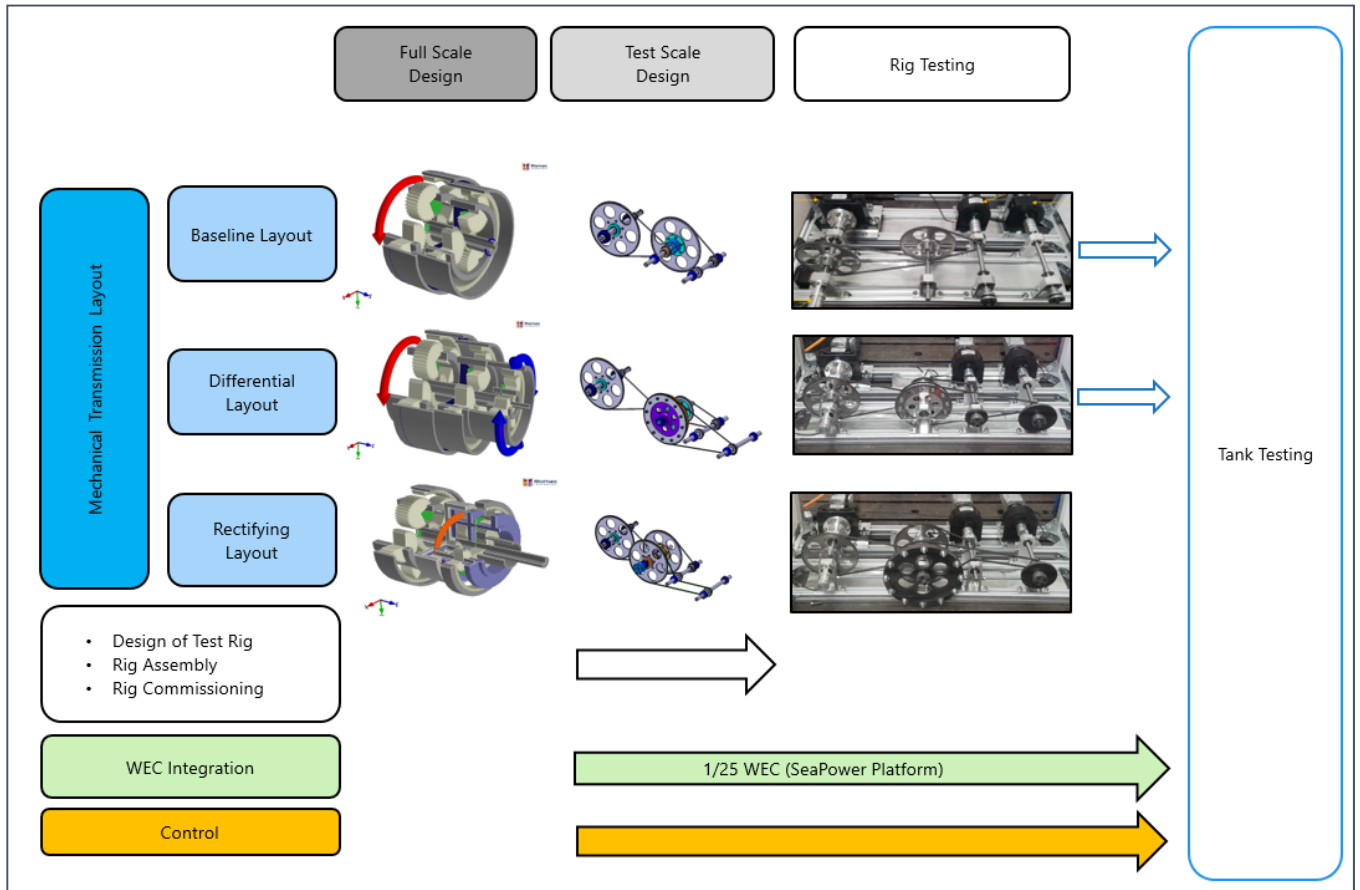 Full Scale
Design
Test Scale
Design
Rig Testing
Mechanical Transmission Layout
Baseline Layout
Differential
Layout
Rectifying
Layout
Tank Testing
• Design of Test Rig
• Rig Assembly
• Rig Commissioning
WEC Integration
1/25 WEC (SeaPower Platform)
Control